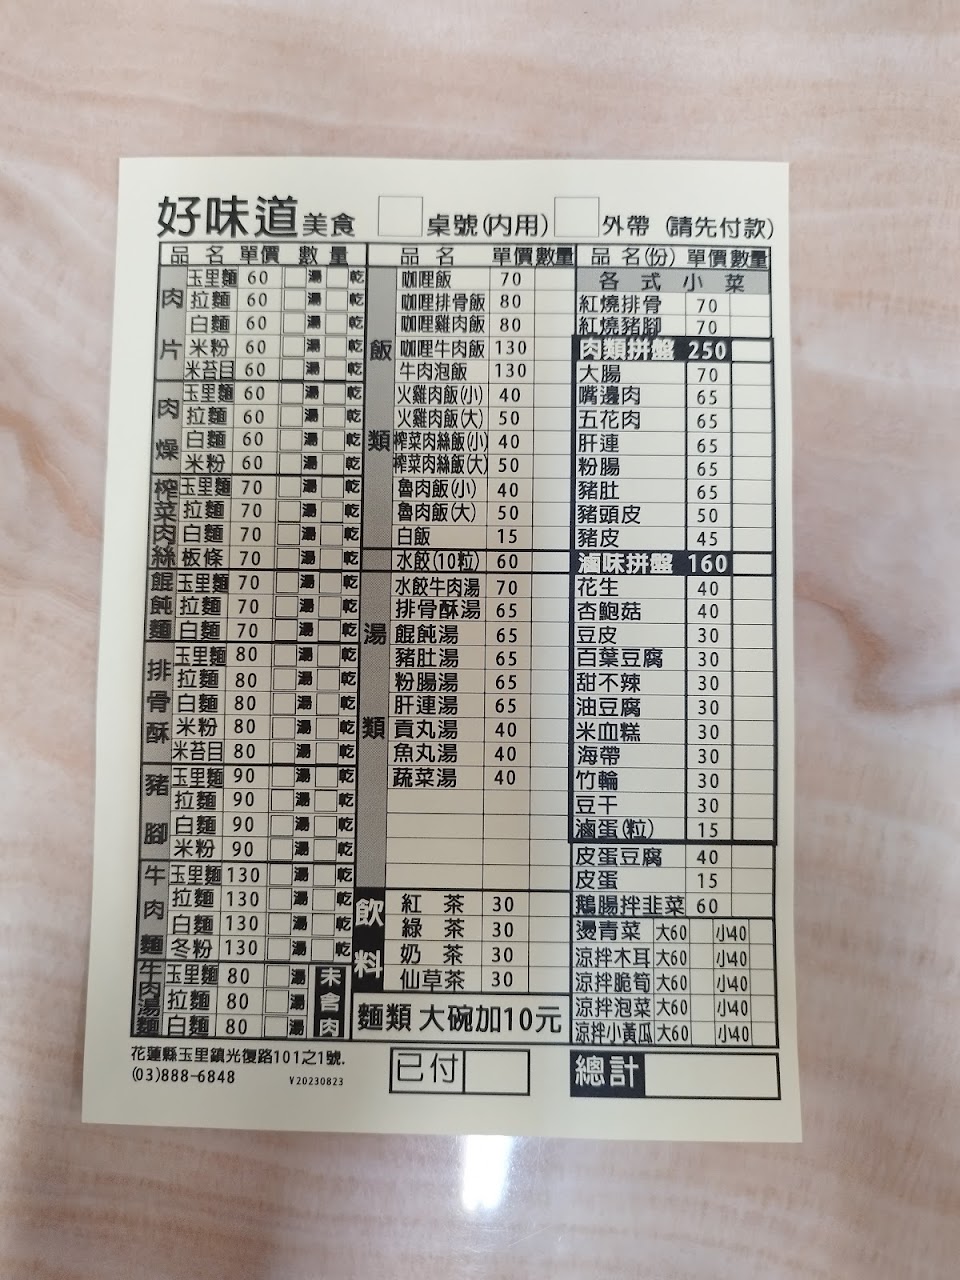 好味道美食 桌號(內用) 外帶 (請先付款)
品名 單價 數量
肉片
玉里麵 60 湯 乾
拉麵 60 湯 乾
白麵 60 湯 乾
米粉 60 湯 乾
米苔目 60 湯 乾
肉燥
玉里麵 60 湯 乾
拉麵 60 湯 乾
白麵 60 湯 乾
米粉 60 湯 乾
榨菜肉絲
玉里麵 70 湯 乾
拉麵 70 湯 乾
白麵 70 湯 乾
板條 70 湯 乾
餛飩麵
玉里麵 70 湯 乾
拉麵 70 湯 乾
白麵 70 湯 乾
排骨酥
玉里麵 80 湯 乾
拉麵 80 湯 乾
白麵 80 湯 乾
米粉 80 湯 乾
米苔目 80 湯 乾
豬腳
玉里麵 90 湯 乾
拉麵 90 湯 乾
白麵 90 湯 乾
米粉 90 湯 乾
牛肉麵
玉里麵 130 湯 乾
拉麵 130 湯 乾
白麵 130 湯 乾
冬粉 130 湯 乾
牛肉湯麵
玉里麵 80 湯
拉麵 80 湯
白麵 80 湯
未含肉
品名 單價 數量
飯類
咖哩飯 70
咖哩排骨飯 80
咖哩雞肉飯 80
咖哩牛肉飯 130
牛肉泡飯 130
火雞肉飯(小) 40
火雞肉飯(大) 50
榨菜肉絲飯(小) 40
榨菜肉絲飯(大) 50
魯肉飯(小) 40
魯肉飯(大) 50
白飯 15
水餃(10粒) 60
湯類
水餃牛肉湯 70
排骨酥湯 65
餛飩湯 65
豬肚湯 65
粉腸湯 65
肝連湯 65
貢丸湯 40
魚丸湯 40
蔬菜湯 40
飲料
紅茶 30
綠茶 30
奶茶 30
仙草茶 30
麵類 大碗加10元
品名(份) 單價 數量
各式小菜
紅燒排骨 70
紅燒豬腳 70
肉類拼盤 250
大腸 70
嘴邊肉 65
五花肉 65
肝連 65
粉腸 65
豬肚 65
豬頭皮 50
豬皮 45
滷味拼盤 160
花生 40
杏鮑菇 40
豆皮 30
百葉豆腐 30
甜不辣 30
油豆腐 30
米血糕 30
海帶 30
竹輪 30
豆干 30
滷蛋(粒) 15
皮蛋豆腐 40
皮蛋 15
鵝腸拌韭菜 60
燙青菜 大60 小40
涼拌木耳 大60 小40
涼拌脆筍 大60 小40
涼拌泡菜 大60 小40
涼拌小黃瓜 大60 小40
花蓮縣玉里鎮光復路101之1號.
(03)888-6848 V20230823
已付
總計